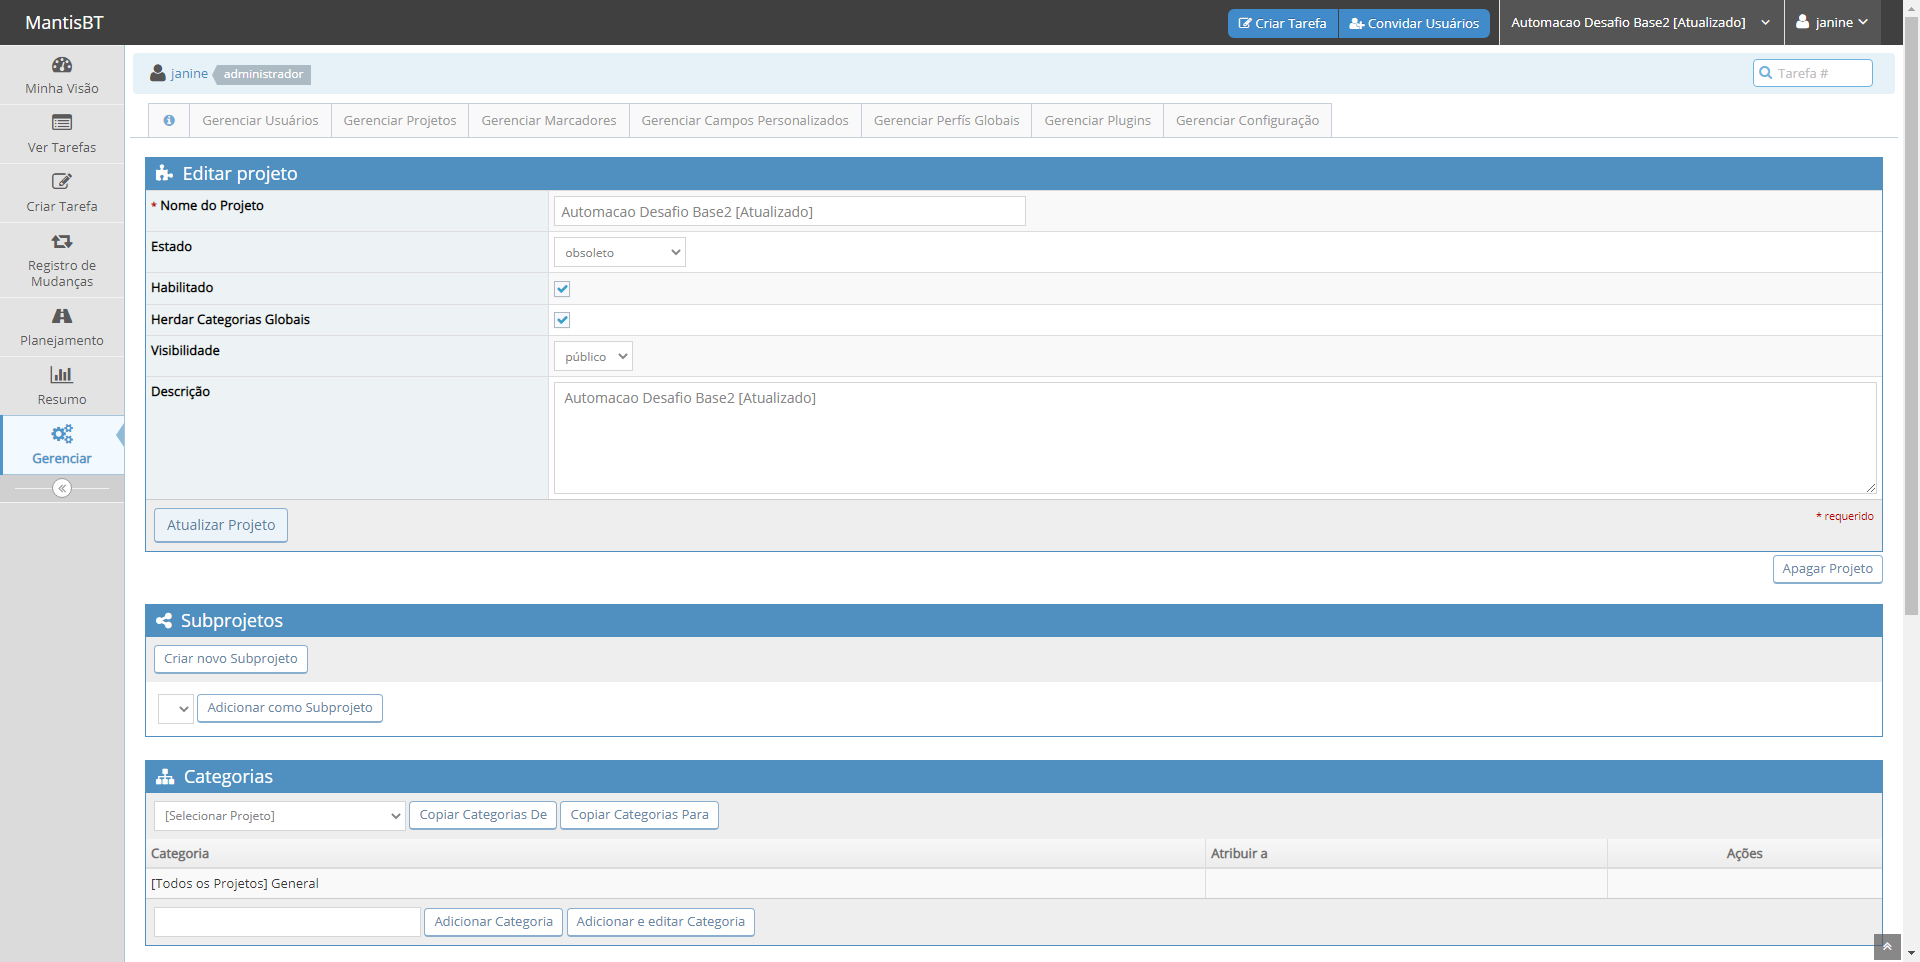 MantisBT
Criar Tarefa
Convidar Usuários
Automacao Desafio Base2 [Atualizado]
janine
Minha Visão
Ver Tarefas
Criar Tarefa
Registro de
Mudanças
Planejamento
Resumo
Gerenciar
janine
administrador
Tarefa #
Gerenciar Usuários
Gerenciar Projetos
Gerenciar Marcadores
Gerenciar Campos Personalizados
Gerenciar Perfís Globais
Gerenciar Plugins
Gerenciar Configuração
Editar projeto
* Nome do Projeto
Automacao Desafio Base2 [Atualizado]
Estado
obsoleto
Habilitado
Herdar Categorias Globais
Visibilidade
público
Descrição
Automacao Desafio Base2 [Atualizado]
Atualizar Projeto
* requerido
Apagar Projeto
Subprojetos
Criar novo Subprojeto
Adicionar como Subprojeto
Categorias
[Selecionar Projeto]
Copiar Categorias De
Copiar Categorias Para
Categoria
Atribuir a
Ações
[Todos os Projetos] General
Adicionar Categoria
Adicionar e editar Categoria